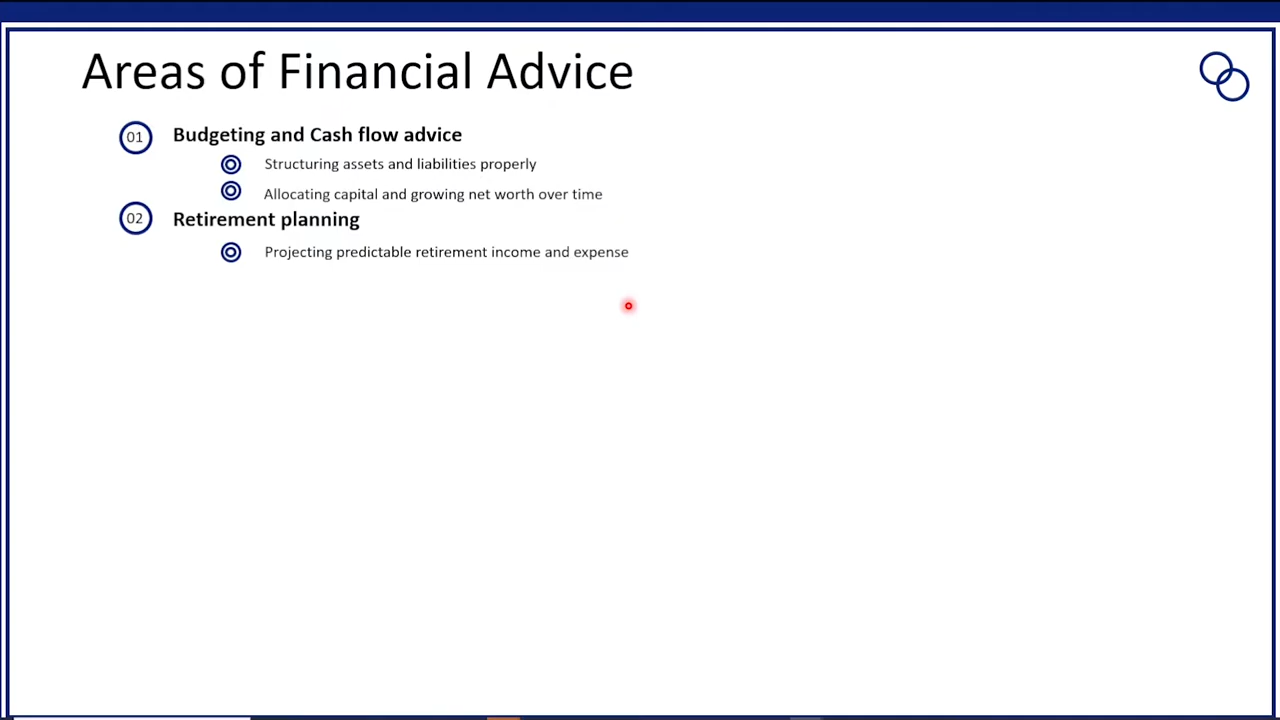 Areas of Financial Advice
01 Budgeting and Cash flow advice
Structuring assets and liabilities properly
Allocating capital and growing net worth over time
02 Retirement planning
Projecting predictable retirement income and expense